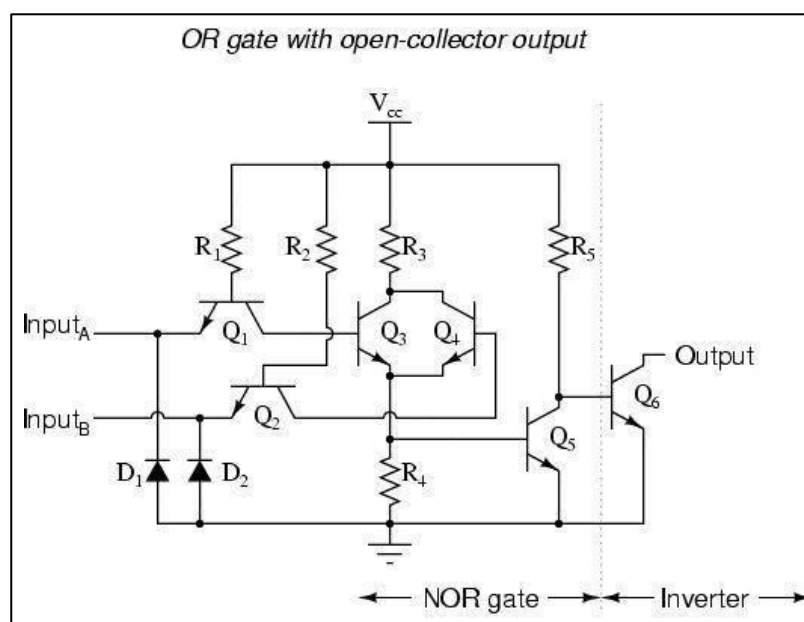 OR gate with open-collector output
Vcc
R1
R2
R3
R5
InputA
Q1
Q3
Q4
Output
InputB
Q2
Q6
Q5
D1
D2
R4
NOR gate
Inverter